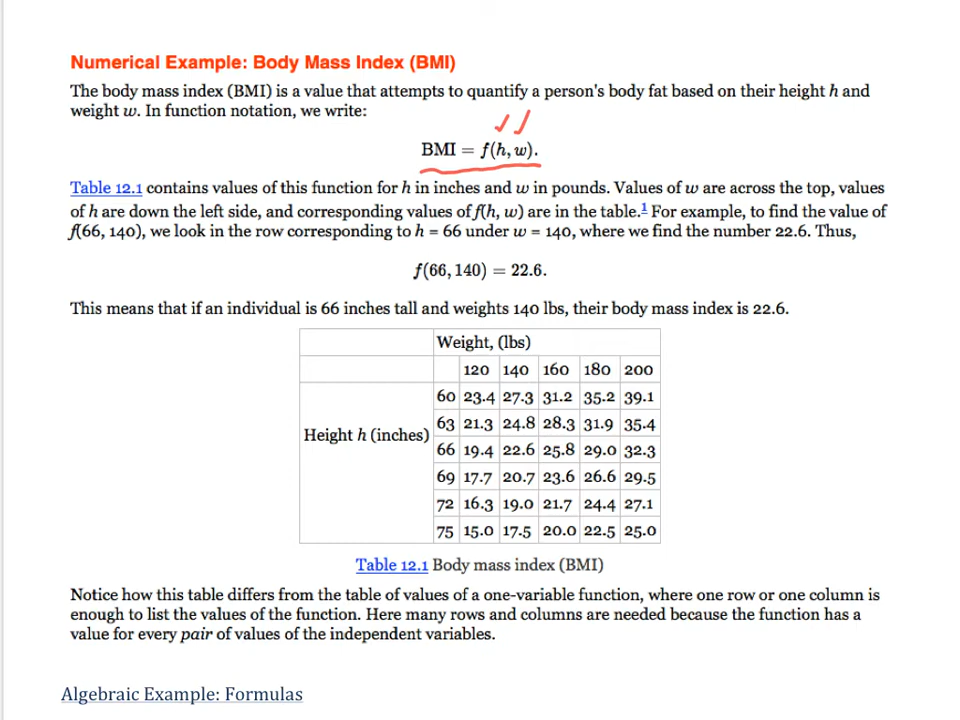 Numerical Example: Body Mass Index (BMI)
The body mass index (BMI) is a value that attempts to quantify a person's body fat based on their height h and
weight w. In function notation, we write:
BMI = f(h, w).
Table 12.1 contains values of this function for h in inches and w in pounds. Values of w are across the top, values
of h are down the left side, and corresponding values of f(h, w) are in the table.1 For example, to find the value of
f(66, 140), we look in the row corresponding to h = 66 under w = 140, where we find the number 22.6. Thus,
f(66, 140) = 22.6.
This means that if an individual is 66 inches tall and weights 140 lbs, their body mass index is 22.6.
Weight, (lbs)
120 140 160 180 200
60 23.4 27.3 31.2 35.2 39.1
63 21.3 24.8 28.3 31.9 35.4
Height h (inches)
66 19.4 22.6 25.8 29.0 32.3
69 17.7 20.7 23.6 26.6 29.5
72 16.3 19.0 21.7 24.4 27.1
75 15.0 17.5 20.0 22.5 25.0
Table 12.1 Body mass index (BMI)
Notice how this table differs from the table of values of a one-variable function, where one row or one column is
enough to list the values of the function. Here many rows and columns are needed because the function has a
value for every pair of values of the independent variables.
Algebraic Example: Formulas